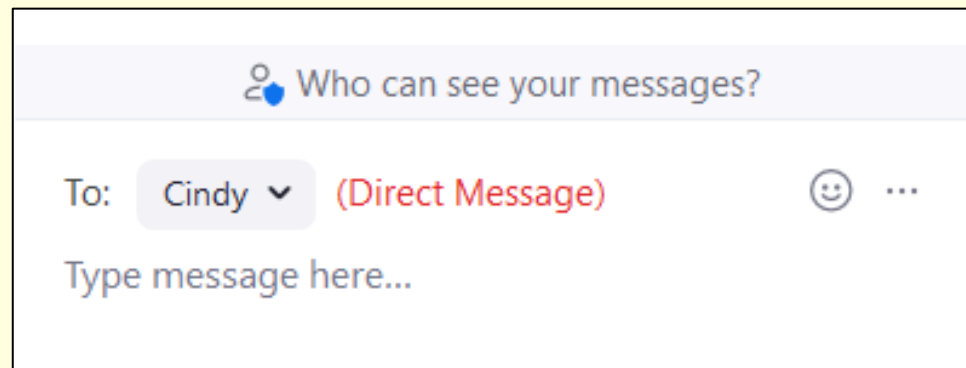 Who can see your messages?
To: Cindy (Direct Message)
Type message here...